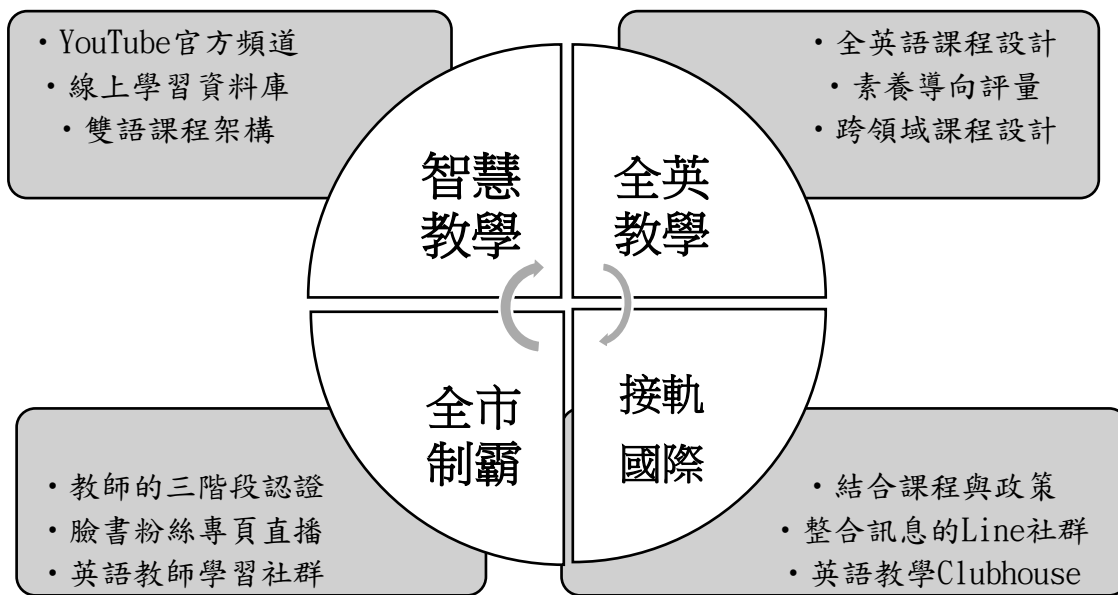 ・YouTube官方頻道
・線上學習資料庫
・雙語課程架構
・全英語課程設計
・素養導向評量
・跨領域課程設計
智慧
教學
全英
教學
全市
制霸
接軌
國際
・教師的三階段認證
・臉書粉絲專頁直播
・英語教師學習社群
・結合課程與政策
・整合訊息的Line社群
・英語教學Clubhouse